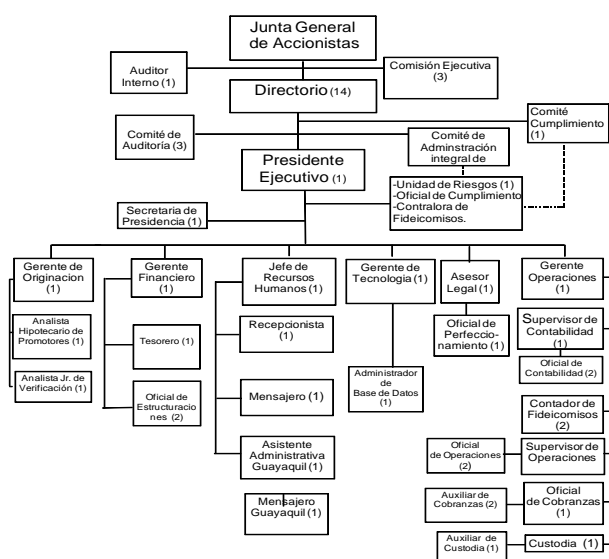 Junta General
de Accionistas
Auditor
Interno (1)
Comisión Ejecutiva
(3)
Directorio (14)
Comité
Cumplimiento
(1)
Comité de
Auditoría (3)
Comité de
Adminstración
integral de
Presidente
Ejecutivo (1)
-Unidad de Riesgos (1)
-Oficial de Cumplimiento
-Contralora de
Fideicomisos.
Secretaria de
Presidencia (1)
Gerente de
Originacion
(1)
Gerente
Financiero
(1)
Jefe de
Recursos
Humanos (1)
Gerente de
Tecnologia (1)
Asesor
Legal (1)
Gerente
Operaciones
(1)
Analista
Hipotecario de
Promotores (1)
Tesorero (1)
Recepcionista
(1)
Oficial de
Perfeccio-
namiento (1)
Supervisor de
Contabilidad
(1)
Oficial de
Contabilidad (2)
Analista Jr. de
Verificación (1)
Oficial de
Estructuracio
nes (2)
Mensajero (1)
Administrador
de
Base de Datos
(1)
Contador de
Fideicomisos
(2)
Asistente
Administrativa
Guayaquil (1)
Oficial
de Operaciones
(2)
Supervisor de
Operaciones
Mensajero
Guayaquil (1)
Auxiliar de
Cobranzas (2)
Oficial
de Cobranzas
(1)
Auxiliar de
Custodia (1)
Custodia (1)